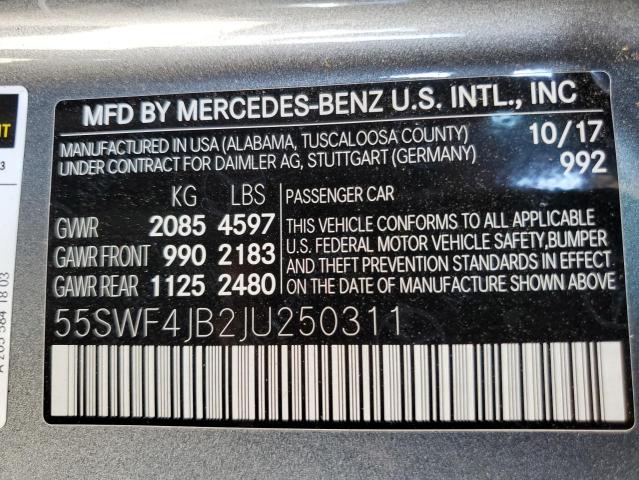 MFD BY MERCEDES-BENZ U.S. INTL., INC
MANUFACTURED IN USA (ALABAMA, TUSCALOOSA COUNTY) 10/17
UNDER CONTRACT FOR DAIMLER AG, STUTTGART (GERMANY) 992
KG LBS
GWR 2085 4597
GAWR FRONT 990 2183
GAWR REAR 1125 2480
PASSENGER CAR
THIS VEHICLE CONFORMS TO ALL APPLICABLE
U.S. FEDERAL MOTOR VEHICLE SAFETY,BUMPER
AND THEFT PREVENTION STANDARDS IN EFFECT
ON THE DATE OF MANUFACTURE SHOWN ABOVE.
55SWF4JB2JU250311